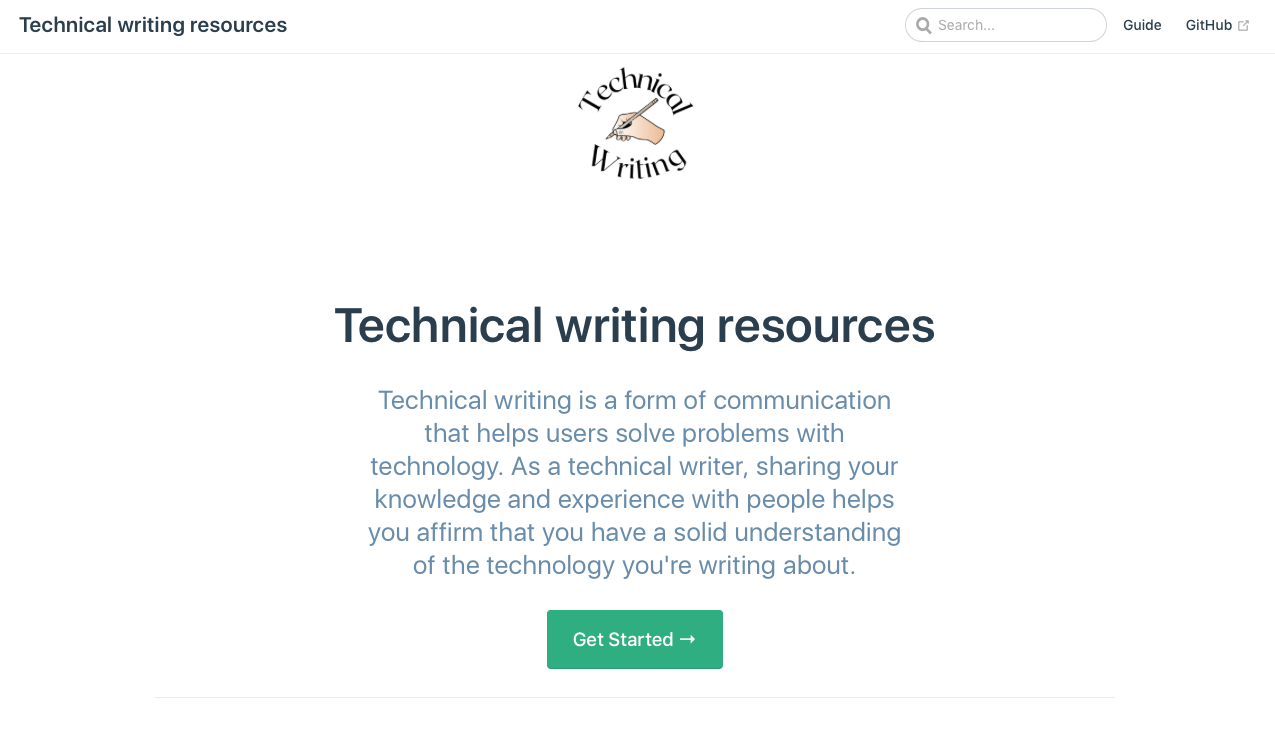 Technical writing resources
Search...
Guide
GitHub
Technical
Writing
Technical writing resources
Technical writing is a form of communication
that helps users solve problems with
technology. As a technical writer, sharing your
knowledge and experience with people helps
you affirm that you have a solid understanding
of the technology you're writing about.
Get Started →